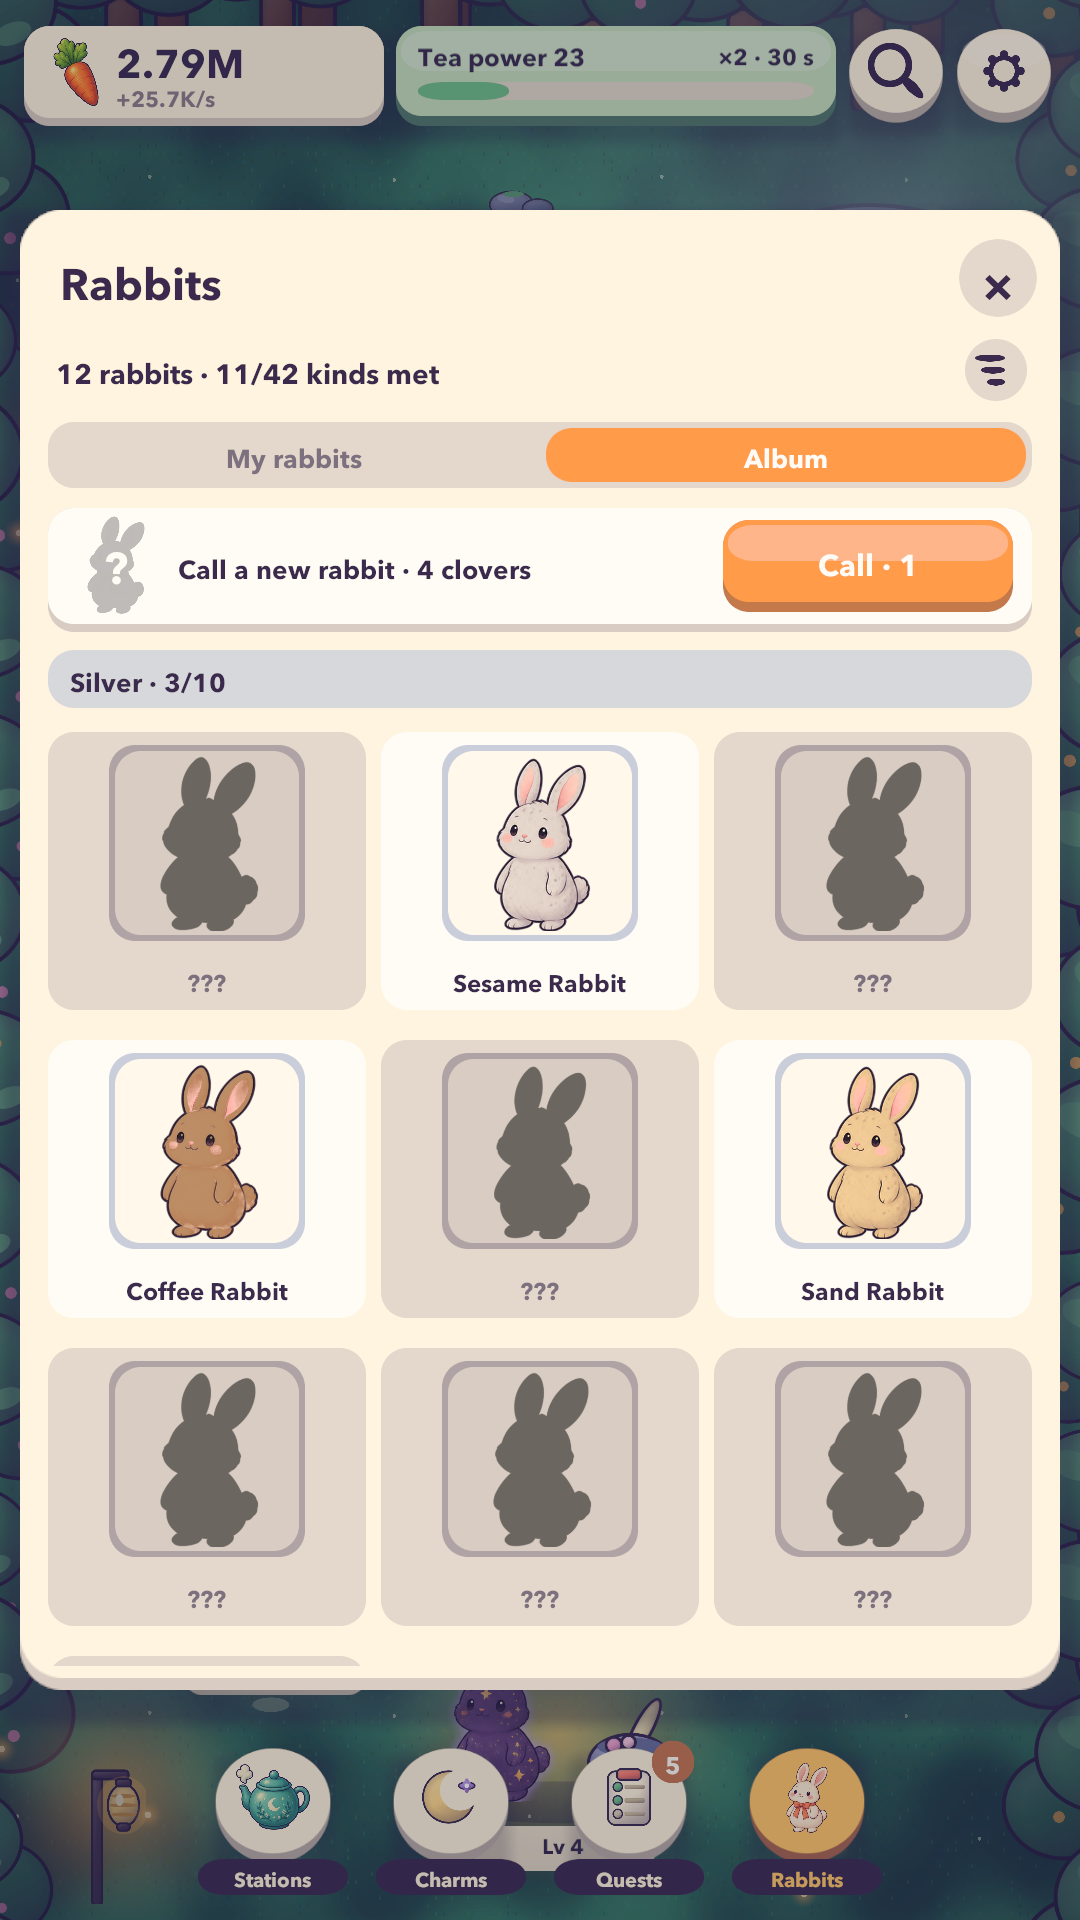 2.79M
+25.7K/s
Tea power 23
×2 · 30 s
Rabbits
12 rabbits · 11/42 kinds met
My rabbits
Album
?
Call a new rabbit · 4 clovers
Call · 1
Silver · 3/10
???
Sesame Rabbit
???
Coffee Rabbit
???
Sand Rabbit
???
???
???
5
Lv 4
Stations
Charms
Quests
Rabbits